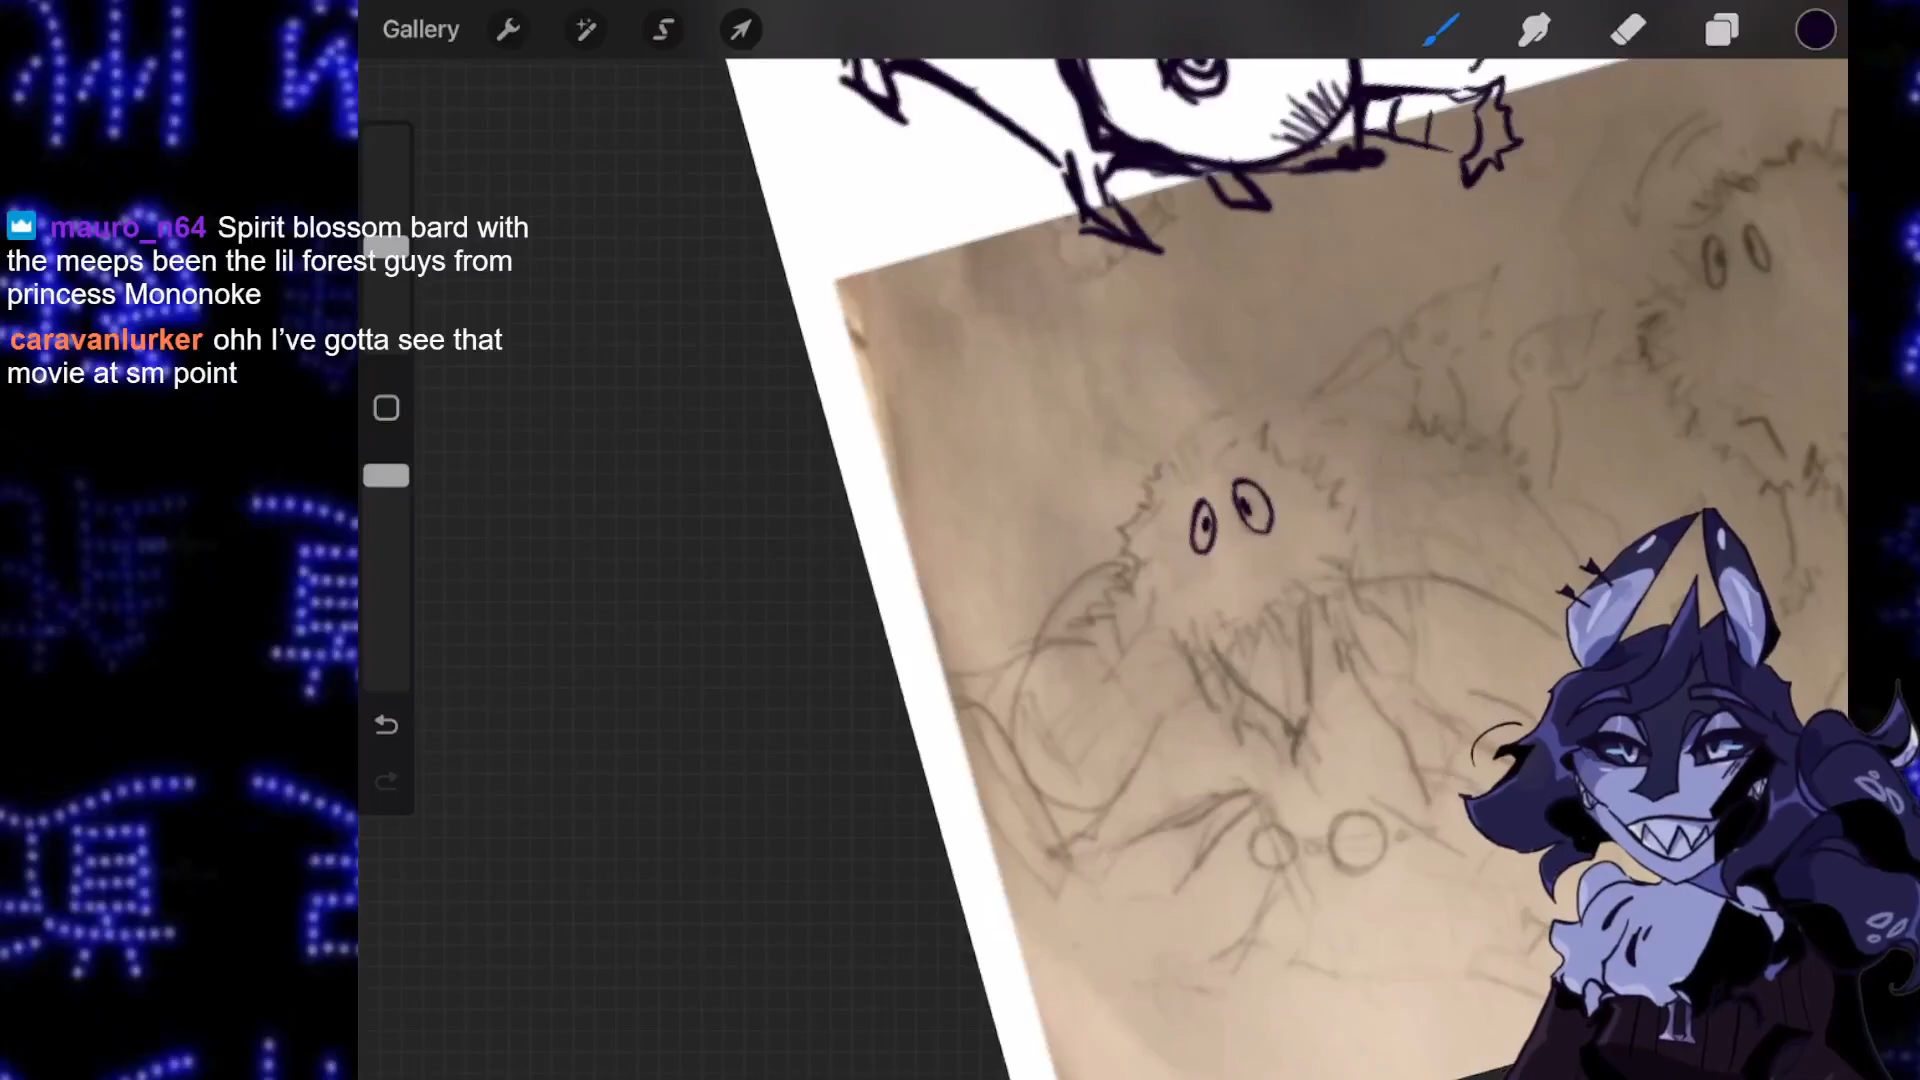 Gallery
mauro_n64 Spirit blossom bard with
the meeps been the lil forest guys from
princess Mononoke
caravanlurker ohh I’ve gotta see that
movie at sm point